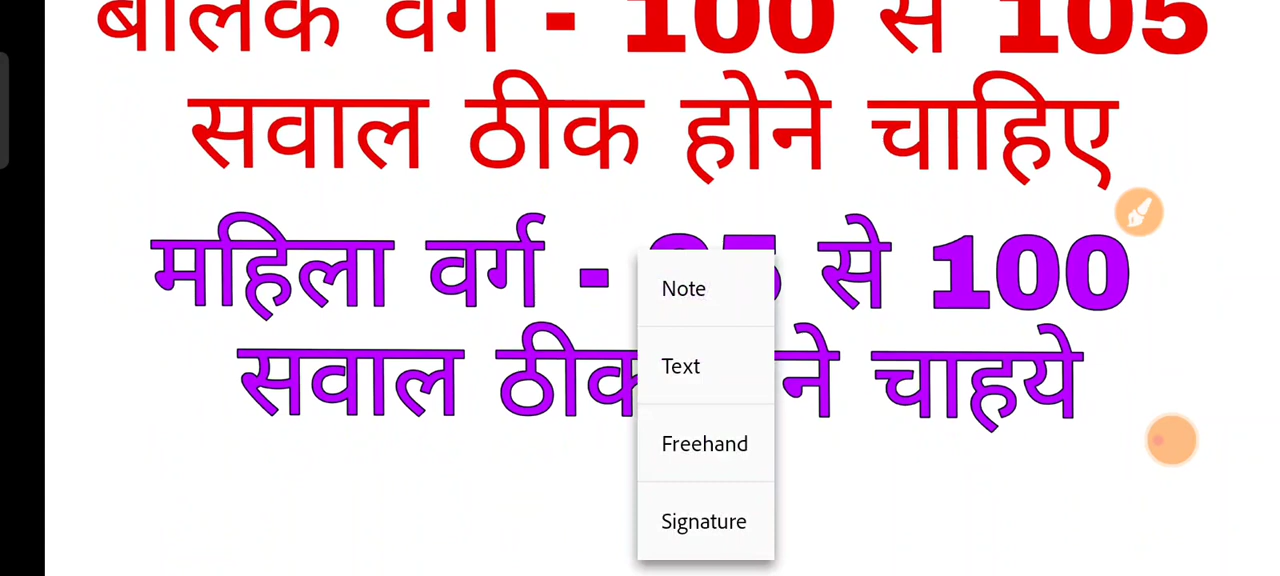 बालक वर्ग - 100 से 105
सवाल ठीक होने चाहिए
महिला वर्ग - से 100
सवाल ठीक चाहये
Note
Text
Freehand
Signature